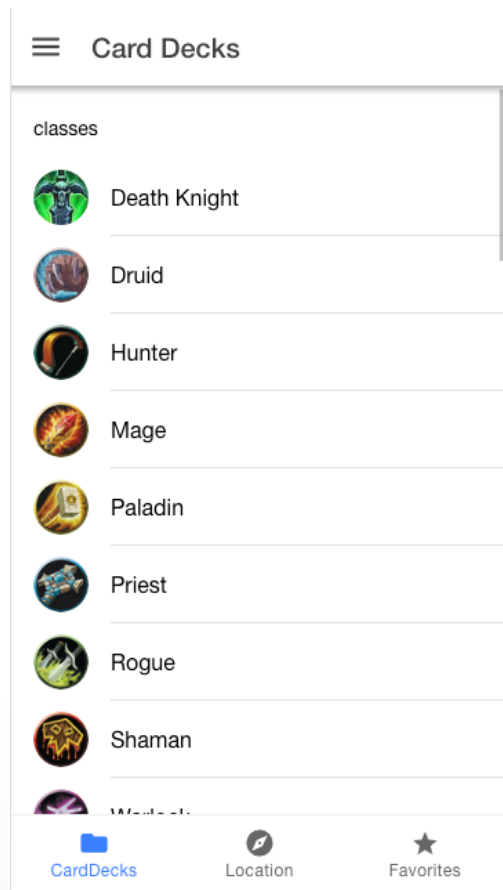 Card Decks
classes
Death Knight
Druid
Hunter
Mage
Paladin
Priest
Rogue
Shaman
CardDecks
Location
Favorites